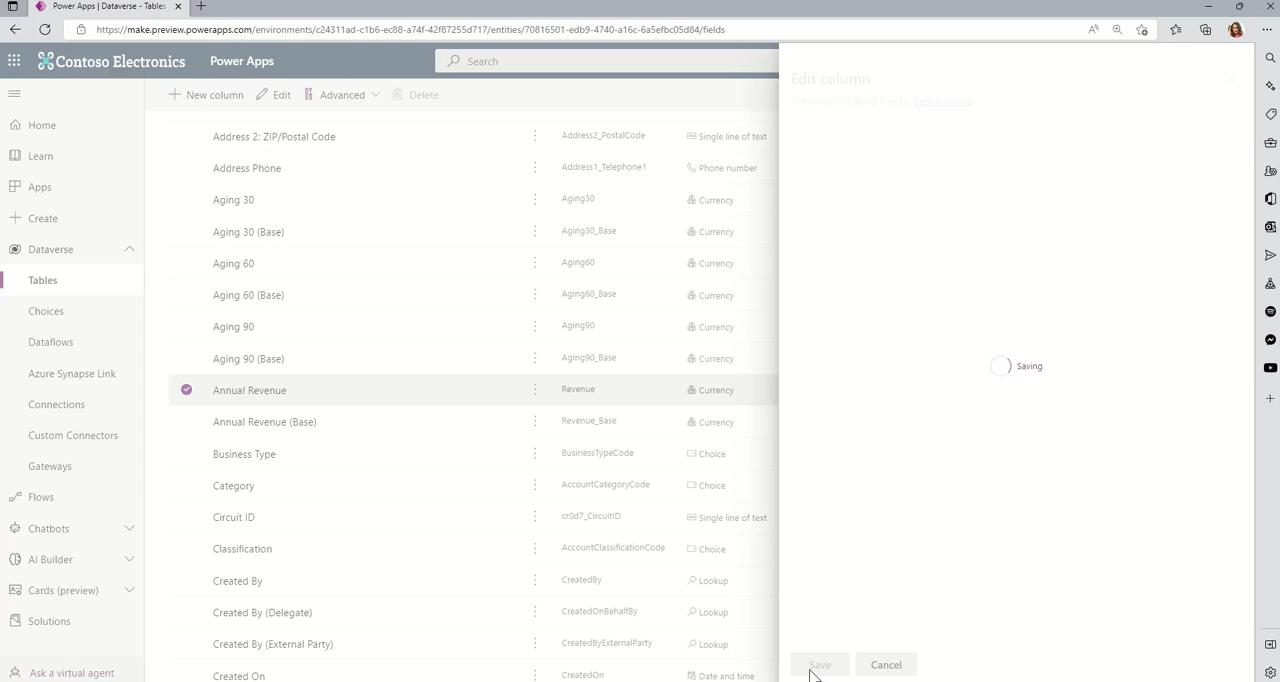 Power Apps | Dataverse - Tables
https://make.preview.powerapps.com/environments/c24311ad-c1b6-ec88-a74f-42f87255d717/entities/70816501-edb9-4740-a16c-6a5efbc05d84/fields
Contoso Electronics
Power Apps
Search
New column
Edit
Advanced
Delete
Home
Learn
Apps
Create
Dataverse
Tables
Choices
Dataflows
Azure Synapse Link
Connections
Custom Connectors
Gateways
Flows
Chatbots
AI Builder
Cards (preview)
Solutions
Ask a virtual agent
Address 2: ZIP/Postal Code Address2_PostalCode Single line of text
Address Phone Address1_Telephone1 Phone number
Aging 30 Aging30 Currency
Aging 30 (Base) Aging30_Base Currency
Aging 60 Aging60 Currency
Aging 60 (Base) Aging60_Base Currency
Aging 90 Aging90 Currency
Aging 90 (Base) Aging90_Base Currency
Annual Revenue Revenue Currency
Annual Revenue (Base) Revenue_Base Currency
Business Type BusinessTypeCode Choice
Category AccountCategoryCode Choice
Circuit ID cr0d7_CircuitID Single line of text
Classification AccountClassificationCode Choice
Created By CreatedBy Lookup
Created By (Delegate) CreatedOnBehalfBy Lookup
Created By (External Party) CreatedByExternalParty Lookup
Created On CreatedOn Date and time
Edit column
Previously called fields. Learn more
Saving
Save
Cancel